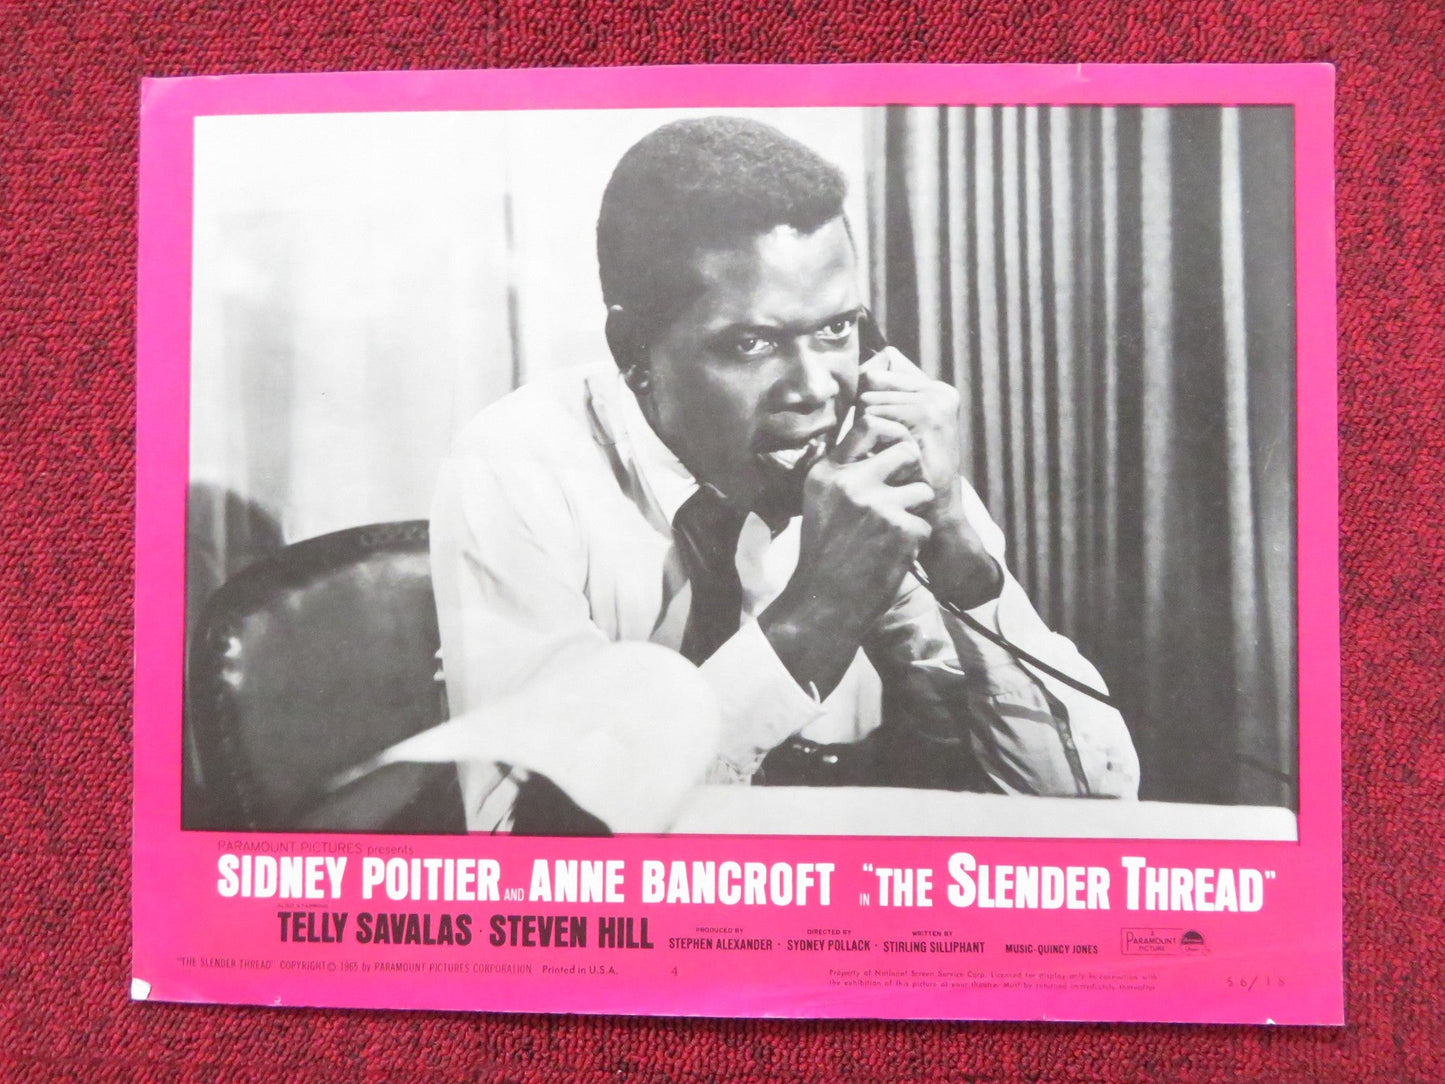 PARAMOUNT PICTURES presents
SIDNEY POITIER AND ANNE BANCROFT IN "THE SLENDER THREAD"
ALSO STARRING
TELLY SAVALAS · STEVEN HILL
PRODUCED BY STEPHEN ALEXANDER · DIRECTED BY SYDNEY POLLACK · WRITTEN BY STIRLING SILLIPHANT
MUSIC-QUINCY JONES
A PARAMOUNT PICTURE
"THE SLENDER THREAD" COPYRIGHT © 1965 by PARAMOUNT PICTURES CORPORATION Printed in U.S.A. 4
Property of National Screen Service Corp. Licensed for display only in connection with
the exhibition of this picture at your theatre. Must be returned immediately thereafter